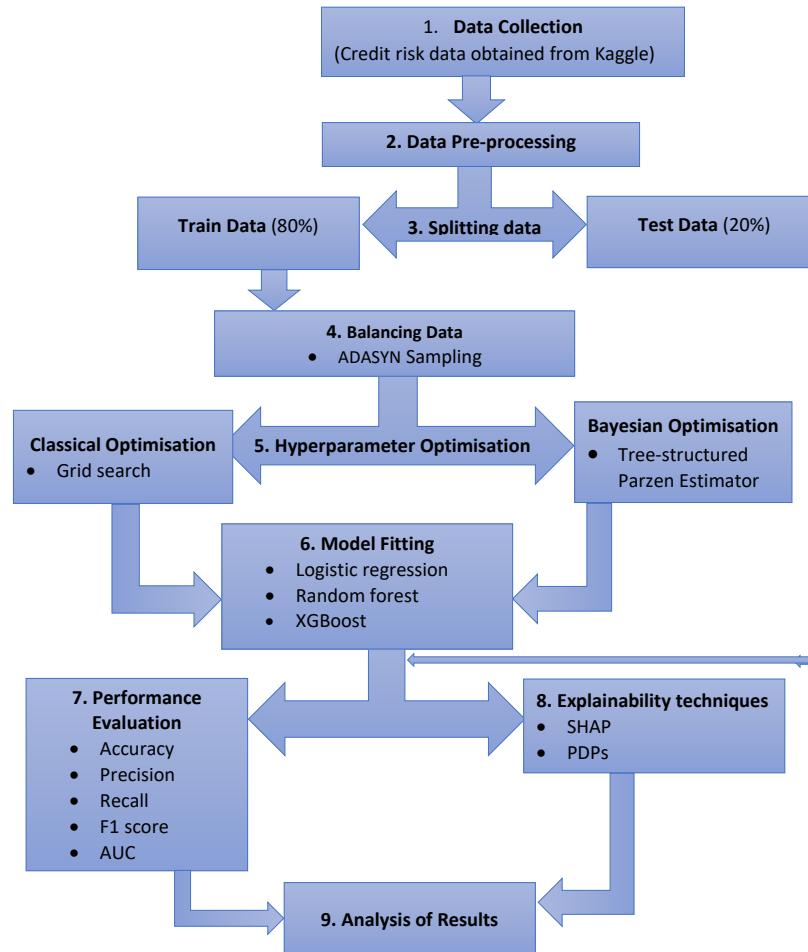 1. Data Collection
(Credit risk data obtained from Kaggle)
2. Data Pre-processing
Train Data (80%)
3. Splitting data
Test Data (20%)
4. Balancing Data
• ADASYN Sampling
Classical Optimisation
• Grid search
5. Hyperparameter Optimisation
Bayesian Optimisation
• Tree-structured
Parzen Estimator
6. Model Fitting
• Logistic regression
• Random forest
• XGBoost
7. Performance
Evaluation
• Accuracy
• Precision
• Recall
• F1 score
• AUC
8. Explainability techniques
• SHAP
• PDPs
9. Analysis of Results